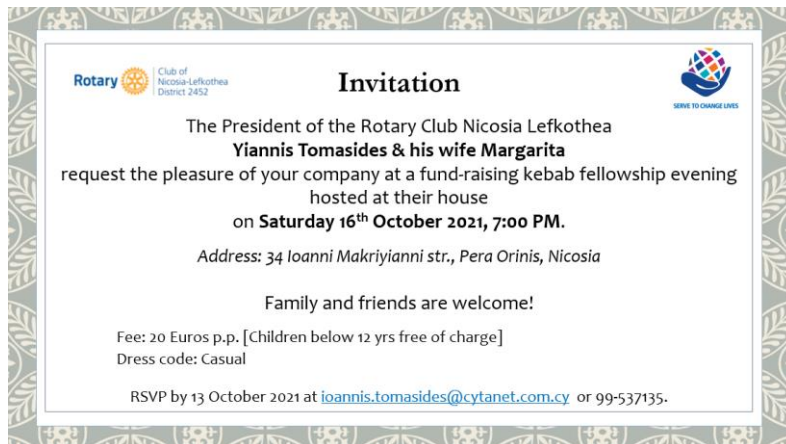 Rotary
Club of
Nicosia-Lefkothea
District 2452
Invitation
SERVE TO CHANGE LIVES
The President of the Rotary Club Nicosia Lefkothea
Yiannis Tomasides & his wife Margarita
request the pleasure of your company at a fund-raising kebab fellowship evening
hosted at their house
on Saturday 16th October 2021, 7:00 PM.
Address: 34 Ioanni Makriyianni str., Pera Orinis, Nicosia
Family and friends are welcome!
Fee: 20 Euros p.p. [Children below 12 yrs free of charge]
Dress code: Casual
RSVP by 13 October 2021 at ioannis.tomasides@cytanet.com.cy or 99-537135.